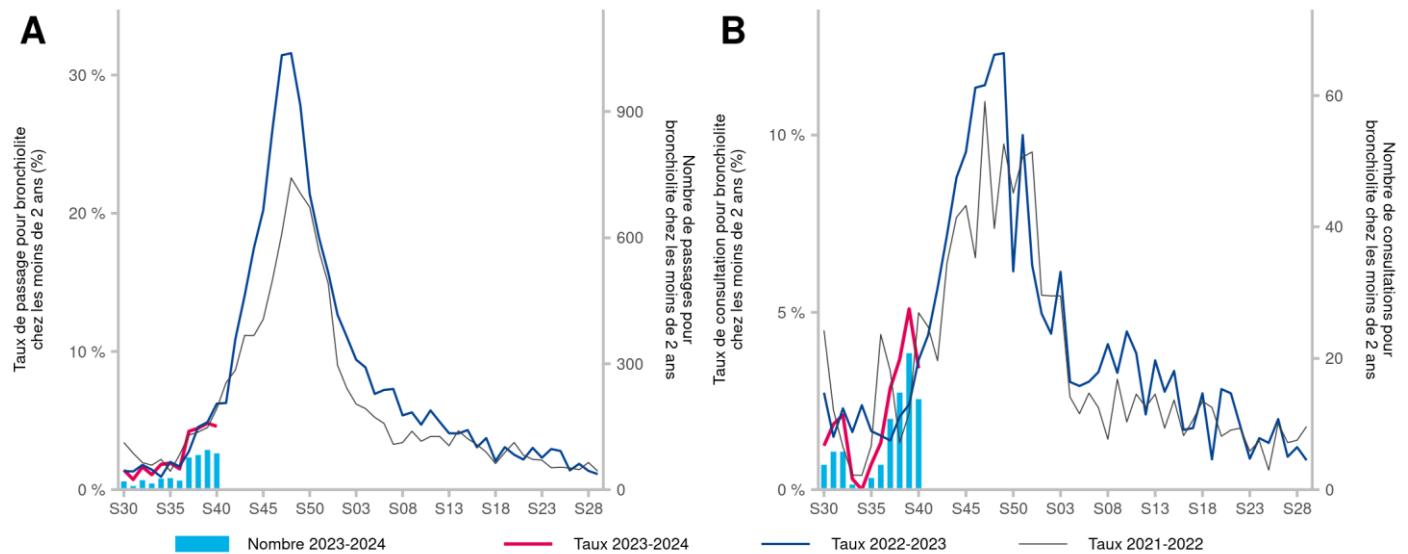 A
B
Taux de passage pour bronchiolite
chez les moins de 2 ans (%)
30 %
20 %
10 %
0 %
900
600
300
0
Nombre de passages pour
bronchiolite chez les moins de 2 ans
S30 S35 S40 S45 S50 S03 S08 S13 S18 S23 S28
Taux de consultation pour bronchiolite
chez les moins de 2 ans (%)
10 %
5 %
0 %
60
40
20
0
Nombre de consultations pour
bronchiolite chez les moins de 2 ans
S30 S35 S40 S45 S50 S03 S08 S13 S18 S23 S28
Nombre 2023-2024 Taux 2023-2024 Taux 2022-2023 Taux 2021-2022